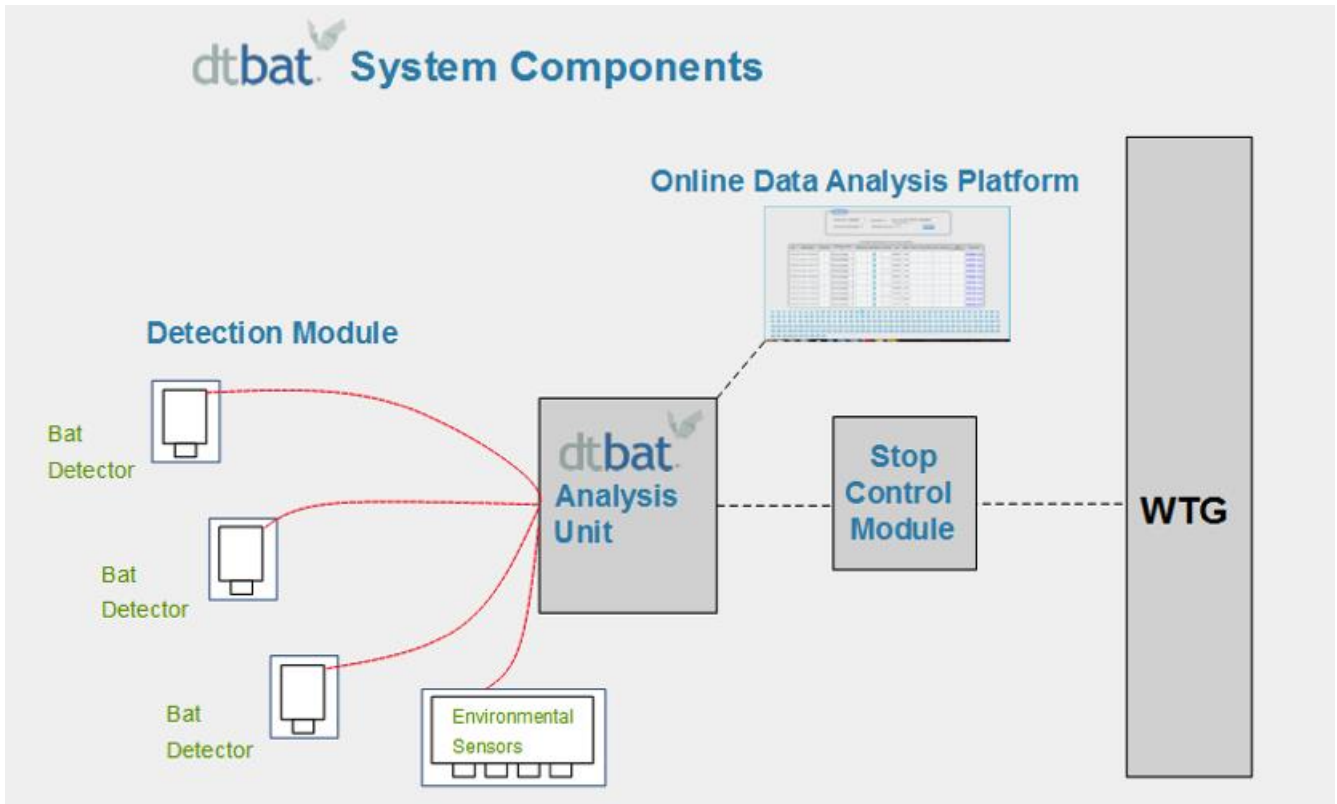 dtbat. System Components
Online Data Analysis Platform
Detection Module
Bat
Detector
Bat
Detector
Bat
Detector
Environmental
Sensors
dtbat.
Analysis
Unit
Stop
Control
Module
WTG